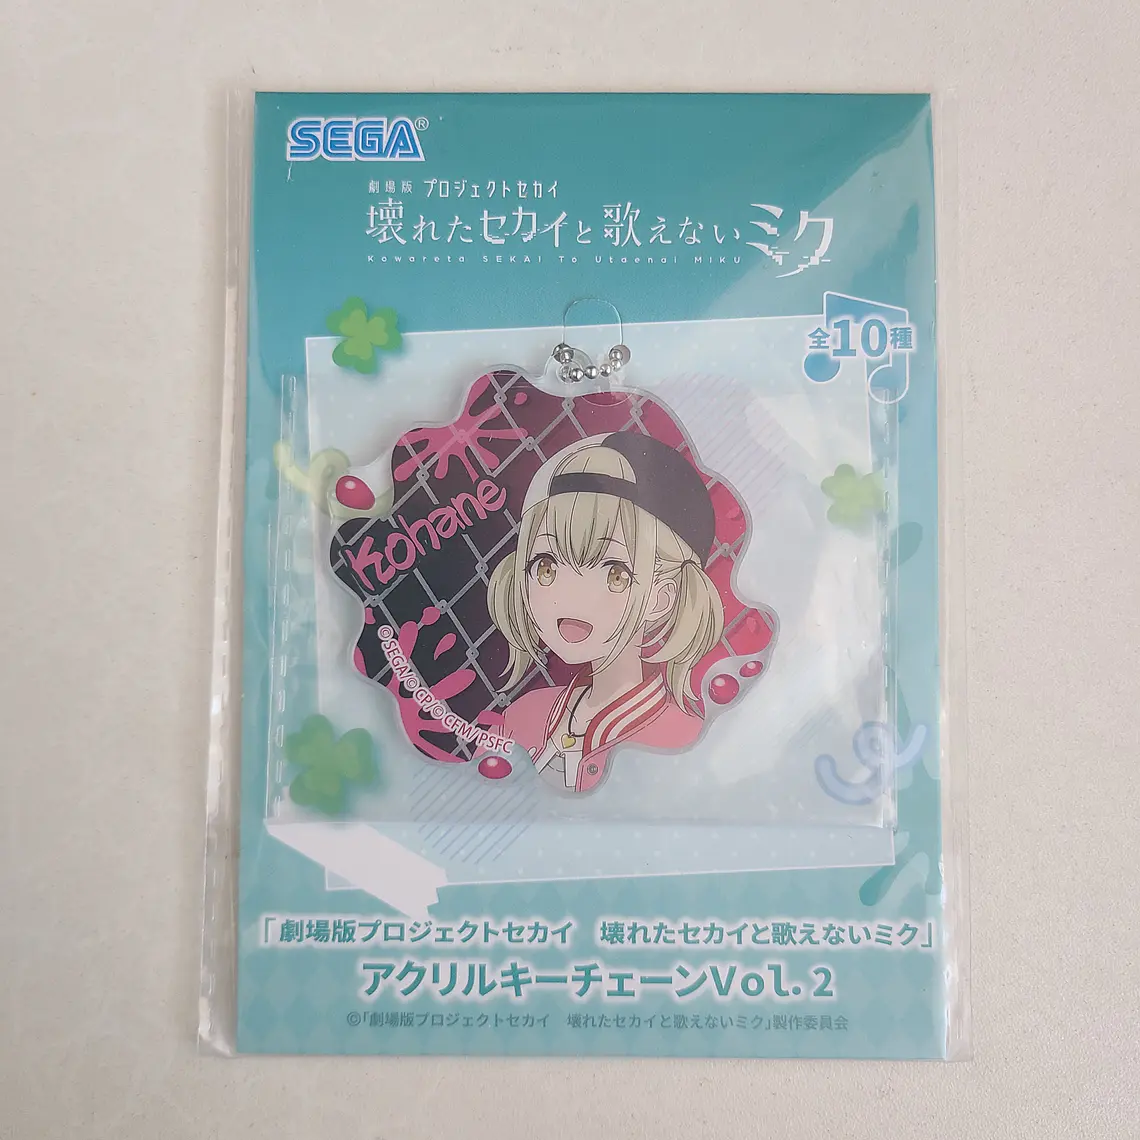 SEGA®
劇場版 プロジェクトセカイ
壊れたセカイと歌えないミク
Kowareta SEKAI To Utaenai MIKU
全10種
Kohane
©SEGA/© CP/© CFM/PSFC
「劇場版プロジェクトセカイ 壊れたセカイと歌えないミク」
アクリルキーチェーンVol.2
©「劇場版プロジェクトセカイ 壊れたセカイと歌えないミク」製作委員会